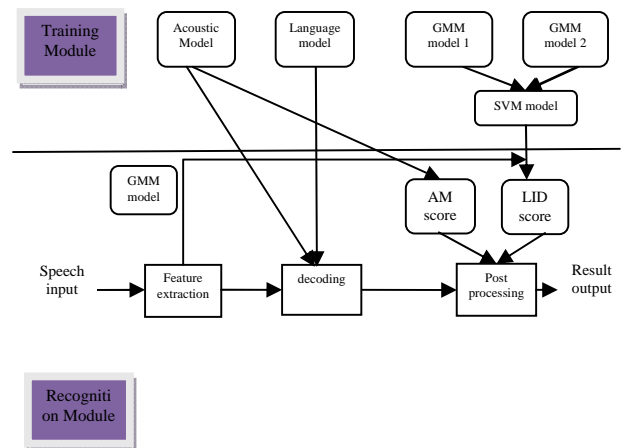 Training
Module
Acoustic
Model
Language
model
GMM
model 1
GMM
model 2
SVM model
GMM
model
AM
score
LID
score
Speech
input
Feature
extraction
decoding
Post
processing
Result
output
Recogniti
on Module